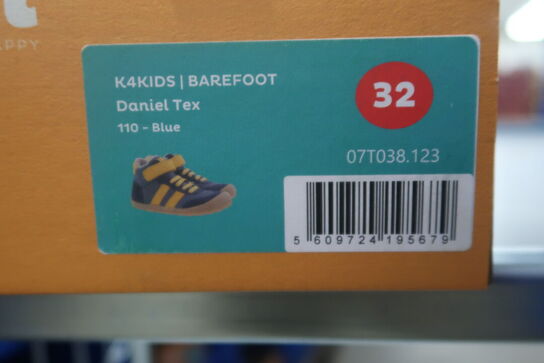 K4KIDS | BAREFOOT
Daniel Tex
110 - Blue
32
07T038.123
5 609724 195679